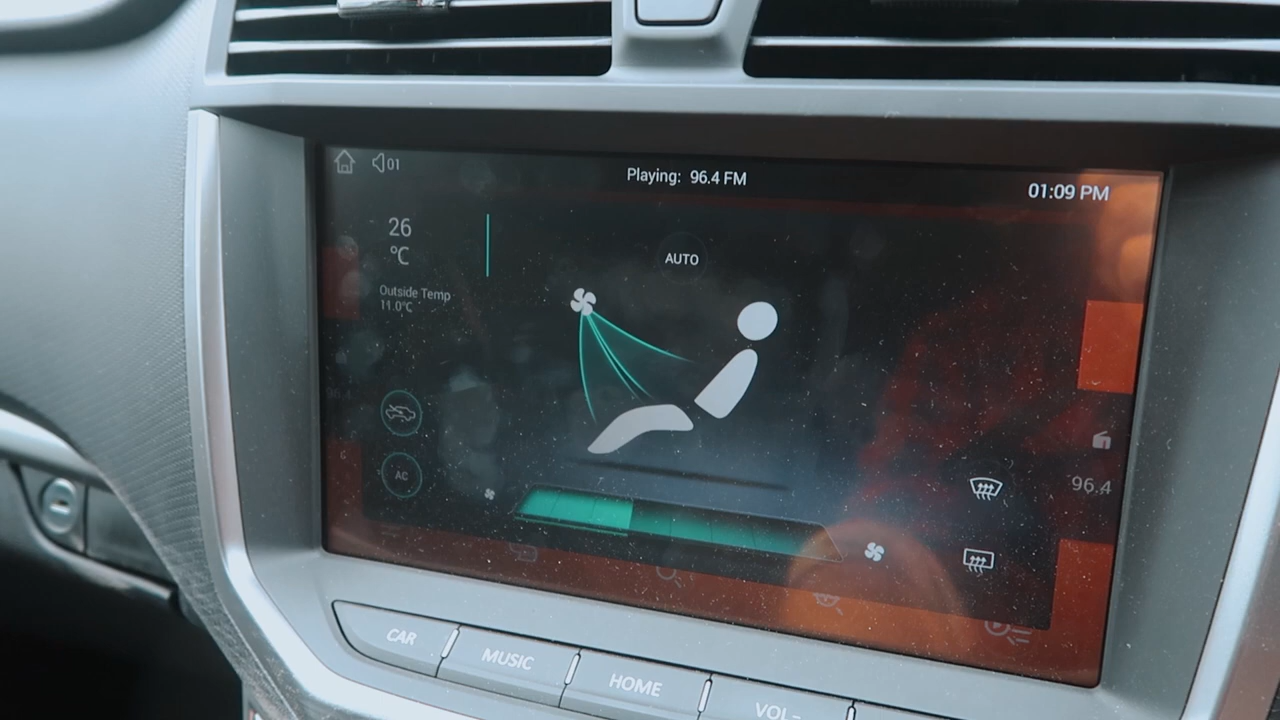 01
Playing: 96.4 FM
01:09 PM
26
°C
AUTO
Outside Temp
11.0°C
AC
96.4
CAR
MUSIC
HOME
VOL-